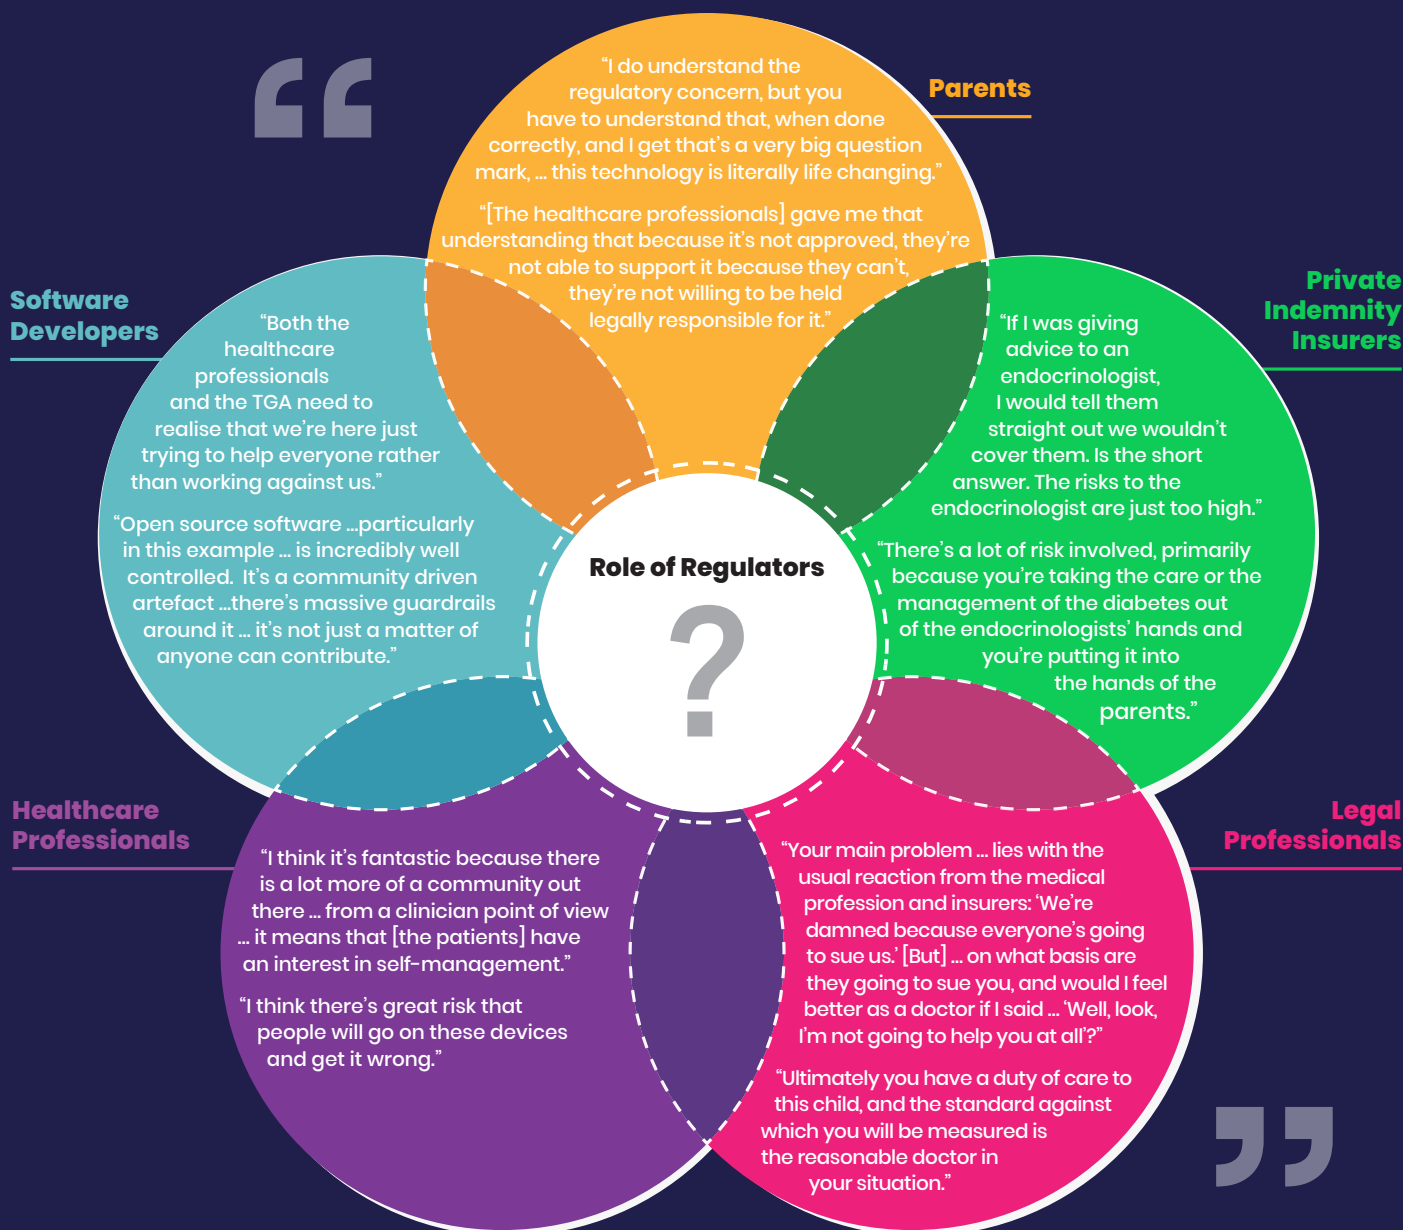 “I do understand the
regulatory concern, but you
have to understand that, when done
correctly, and I get that’s a very big question
mark, ... this technology is literally life changing.”
“[The healthcare professionals] gave me that
understanding that because it’s not approved, they’re
not able to support it because they can’t,
they’re not willing to be held
legally responsible for it.”
Parents
Software
Developers
“Both the
healthcare
professionals
and the TGA need to
realise that we’re here just
trying to help everyone rather
than working against us.”
“Open source software ...particularly
in this example ... is incredibly well
controlled. It’s a community driven
artefact ...there’s massive guardrails
around it ... it’s not just a matter of
anyone can contribute.”
Private
Indemnity
Insurers
“If I was giving
advice to an
endocrinologist,
I would tell them
straight out we wouldn’t
cover them. Is the short
answer. The risks to the
endocrinologist are just too high.”
“There’s a lot of risk involved, primarily
because you’re taking the care or the
management of the diabetes out
of the endocrinologists’ hands and
you’re putting it into
the hands of the
parents.”
Role of Regulators
?
Healthcare
Professionals
“I think it’s fantastic because there
is a lot more of a community out
there ... from a clinician point of view
... it means that [the patients] have
an interest in self-management.”
“I think there’s great risk that
people will go on these devices
and get it wrong.”
Legal
Professionals
“Your main problem ... lies with the
usual reaction from the medical
profession and insurers: ‘We’re
damned because everyone’s going
to sue us.’ [But] ... on what basis are
they going to sue you, and would I feel
better as a doctor if I said ... ‘Well, look,
I’m not going to help you at all’?”
“Ultimately you have a duty of care to
this child, and the standard against
which you will be measured is
the reasonable doctor in
your situation.”